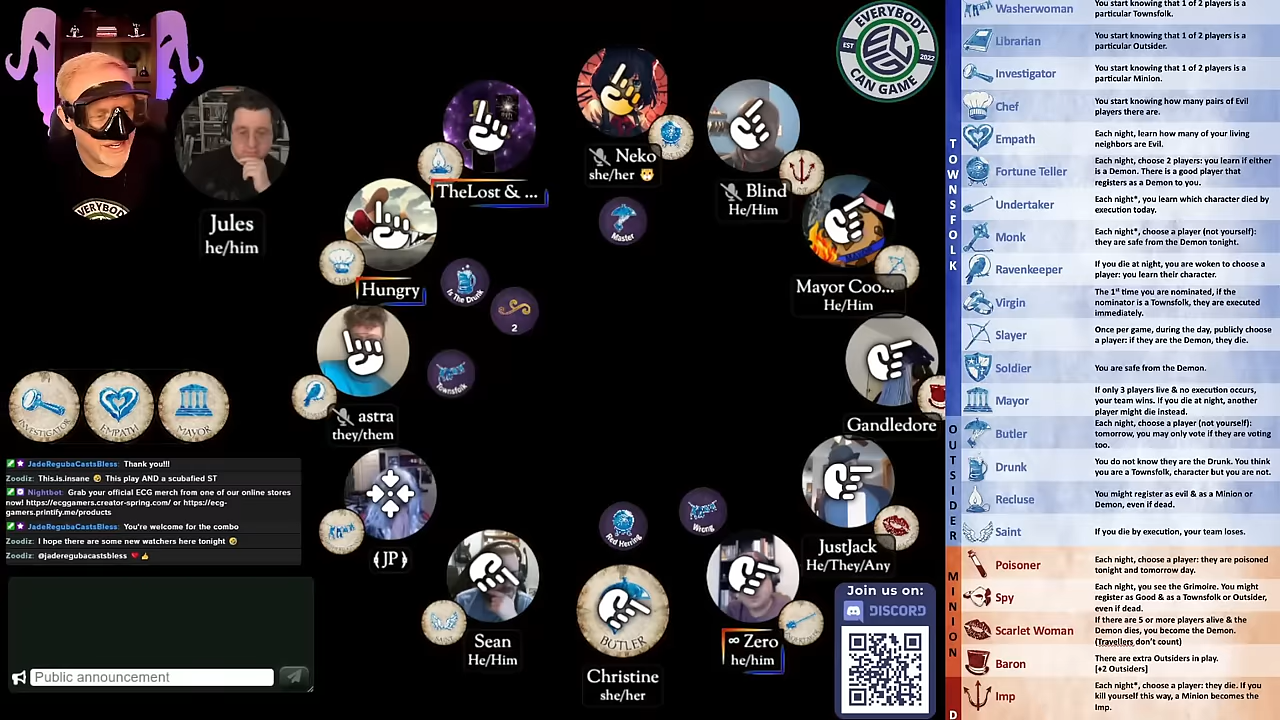 EVERYBODY
EST
2022
CAN GAME
VERYBOD
Jules
he/him
TheLost & ...
Neko
she/her
Master
Blind
He/Him
Mayor Coo...
He/Him
Hungry
Is The Drunk
2
astra
they/them
Townsfolk
Gandledore
(JP)
Sean
He/Him
Red Herring
Wrong
BUTLER
Christine
she/her
∞ Zero
he/him
JustJack
He/They/Any
INVESTIGATOR
EMPATH
MAYOR
JadeRegubaCastsBless: Thank you!!!
Zoodiz: This.is.insane This play AND a scubafied ST
Nightbot: Grab your official ECG merch from one of our online stores
now! https://ecggamers.creator-spring.com/ or https://ecg-
gamers.printify.me/products
JadeRegubaCastsBless: You're welcome for the combo
Zoodiz: I hope there are some new watchers here tonight
Zoodiz: @jaderegubacastsbless
Public announcement
Join us on:
DISCORD
TOWNSFOLK
Washerwoman
You start knowing that 1 of 2 players is a
particular Townsfolk.
Librarian
You start knowing that 1 of 2 players is a
particular Outsider.
Investigator
You start knowing that 1 of 2 players is a
particular Minion.
Chef
You start knowing how many pairs of Evil
players there are.
Empath
Each night, learn how many of your living
neighbors are Evil.
Fortune Teller
Each night, choose 2 players: you learn if either
is a Demon. There is a good player that
registers as a Demon to you.
Undertaker
Each night*, you learn which character died by
execution today.
Monk
Each night*, choose a player (not yourself):
they are safe from the Demon tonight.
Ravenkeeper
If you die at night, you are woken to choose a
player: you learn their character.
Virgin
The 1st time you are nominated, if the
nominator is a Townsfolk, they are executed
immediately.
Slayer
Once per game, during the day, publicly choose
a player: if they are the Demon, they die.
Soldier
You are safe from the Demon.
Mayor
If only 3 players live & no execution occurs,
your team wins. If you die at night, another
player might die instead.
OUTSIDER
Butler
Each night, choose a player (not yourself):
tomorrow, you may only vote if they are voting
too.
Drunk
You do not know they are the Drunk. You think
you are a Townsfolk, character but you are not.
Recluse
You might register as evil & as a Minion or
Demon, even if dead.
Saint
If you die by execution, your team loses.
MINION
Poisoner
Each night, choose a player: they are poisoned
tonight and tomorrow day.
Spy
Each night, you see the Grimoire. You might
register as Good & as a Townsfolk or Outsider,
even if dead.
Scarlet Woman
If there are 5 or more players alive & the
Demon dies, you become the Demon.
(Travellers don't count)
Baron
There are extra Outsiders in play.
[+2 Outsiders]
D
Imp
Each night*, choose a player: they die. If you
kill yourself this way, a Minion becomes the
Imp.